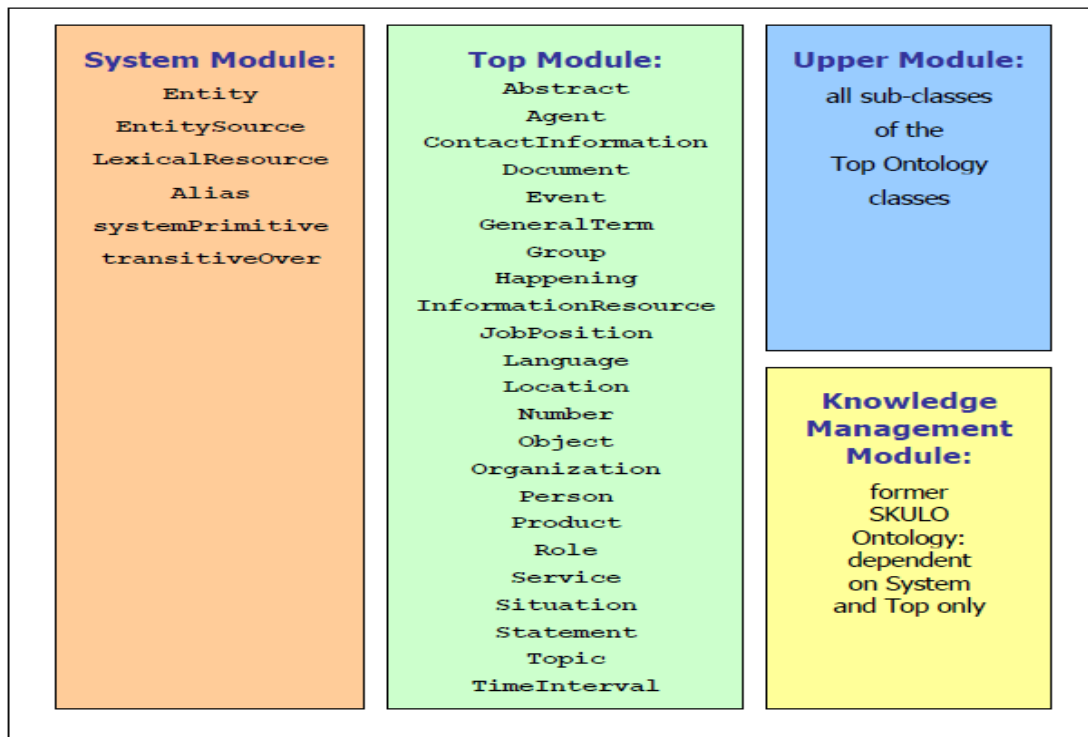 System Module:
Entity
EntitySource
LexicalResource
Alias
systemPrimitive
transitiveOver
Top Module:
Abstract
Agent
ContactInformation
Document
Event
GeneralTerm
Group
Happening
InformationResource
JobPosition
Language
Location
Number
Object
Organization
Person
Product
Role
Service
Situation
Statement
Topic
TimeInterval
Upper Module:
all sub-classes
of the
Top Ontology
classes
Knowledge
Management
Module:
former
SKULO
Ontology:
dependent
on System
and Top only